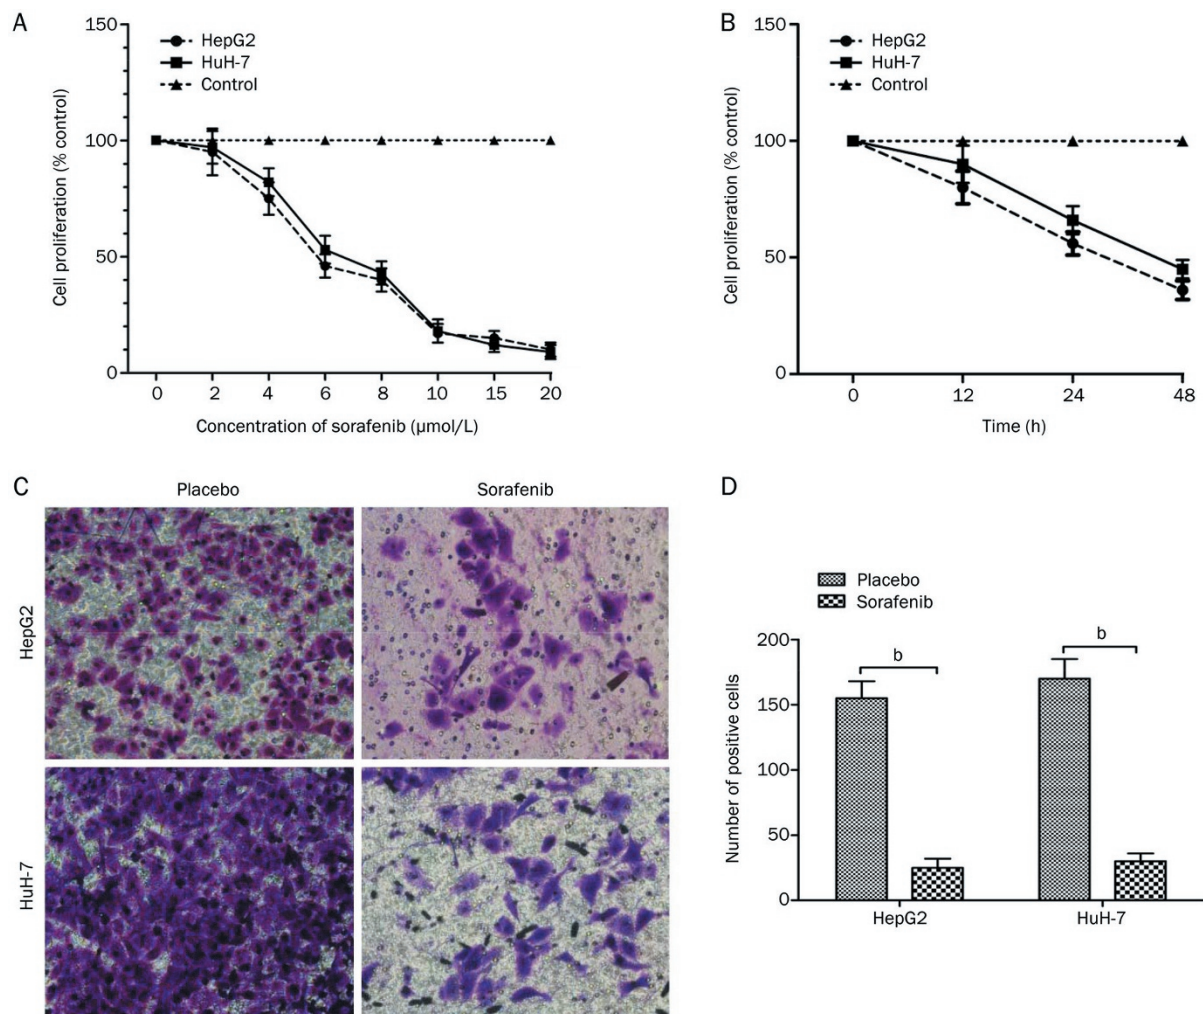 A
HepG2
HuH-7
Control
Cell proliferation (% control)
150
100
50
0
0 2 4 6 8 10 15 20
Concentration of sorafenib (µmol/L)
B
HepG2
HuH-7
Control
Cell proliferation (% control)
150
100
50
0
0 12 24 48
Time (h)
C
Placebo Sorafenib
HepG2
HuH-7
D
Placebo
Sorafenib
Number of positive cells
200
150
100
50
0
b
b
HepG2 HuH-7